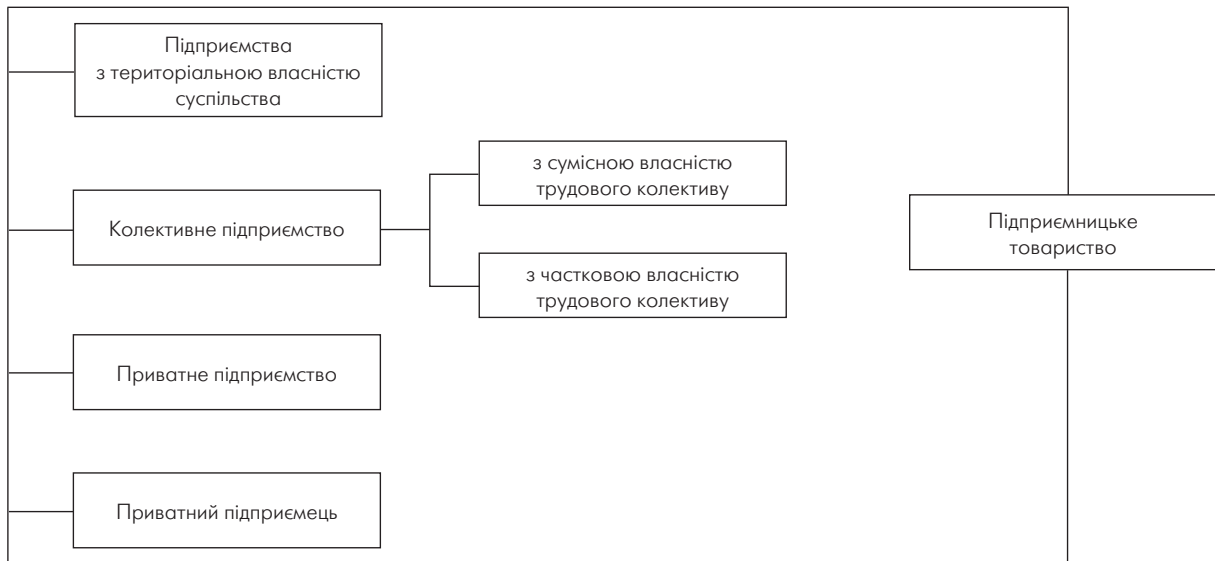 Підприємства
з територіальною власністю
суспільства
з сумісною власністю
трудового колективу
Колективне підприємство
Підприємницьке
товариство
з частковою власністю
трудового колективу
Приватне підприємство
Приватний підприємець